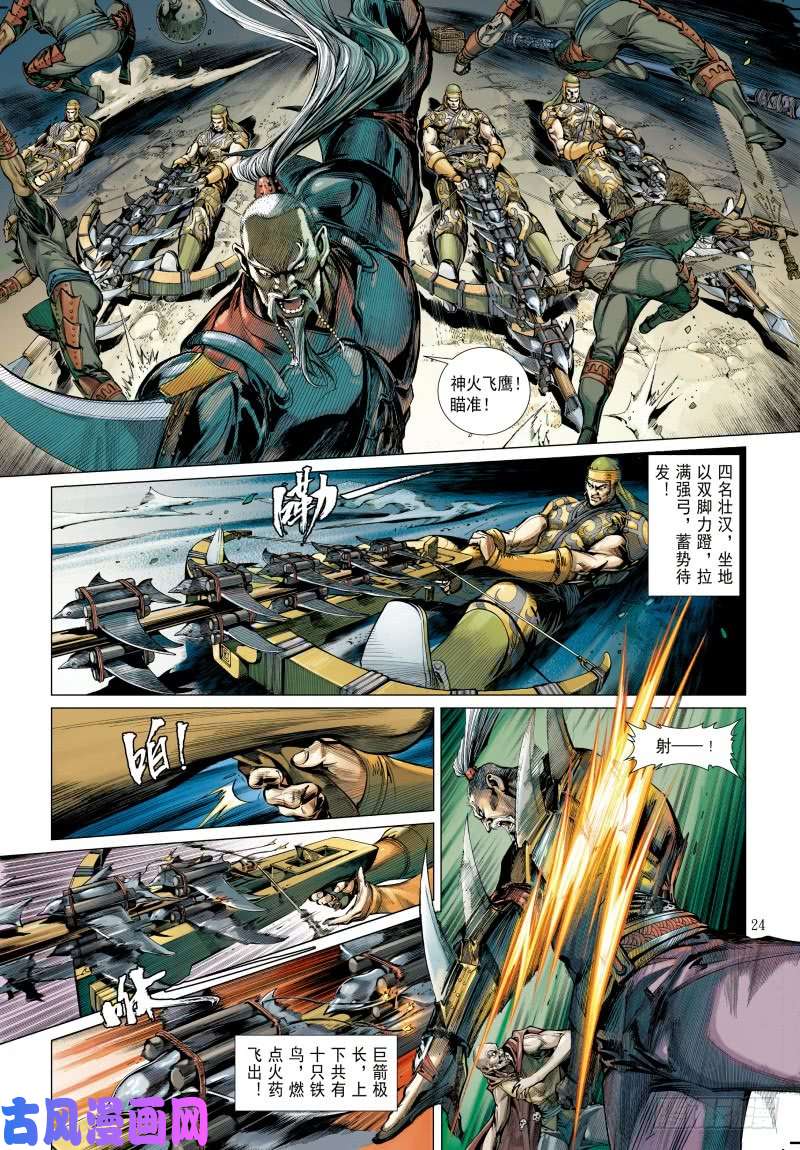 神火飞鹰！
瞄准！
四名壮汉，坐地
以双脚力蹬，拉
满强弓，蓄势待
发！
嘞
射——！
啪！
咻
巨箭极
长，上
下共有
十只铁
鸟，燃
点火药
飞出！
24
古风漫画网